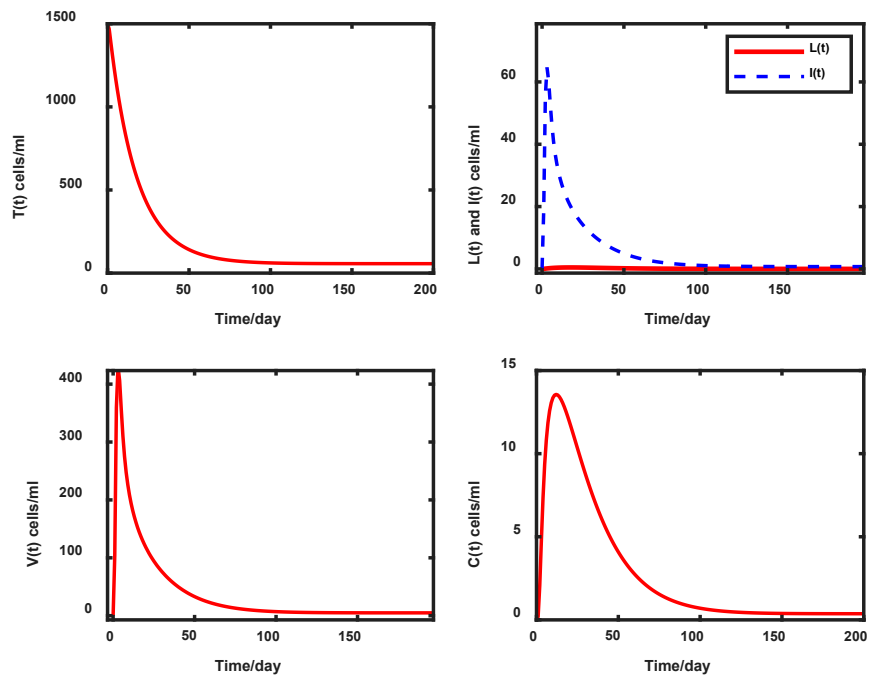 1500
1000
500
0
T(t) cells/ml
0 50 100 150 200
Time/day
60
40
20
0
L(t) and I(t) cells/ml
L(t)
I(t)
0 50 100 150
Time/day
400
300
200
100
0
V(t) cells/ml
0 50 100 150
Time/day
15
10
5
0
C(t) cells/ml
0 50 100 150 200
Time/day